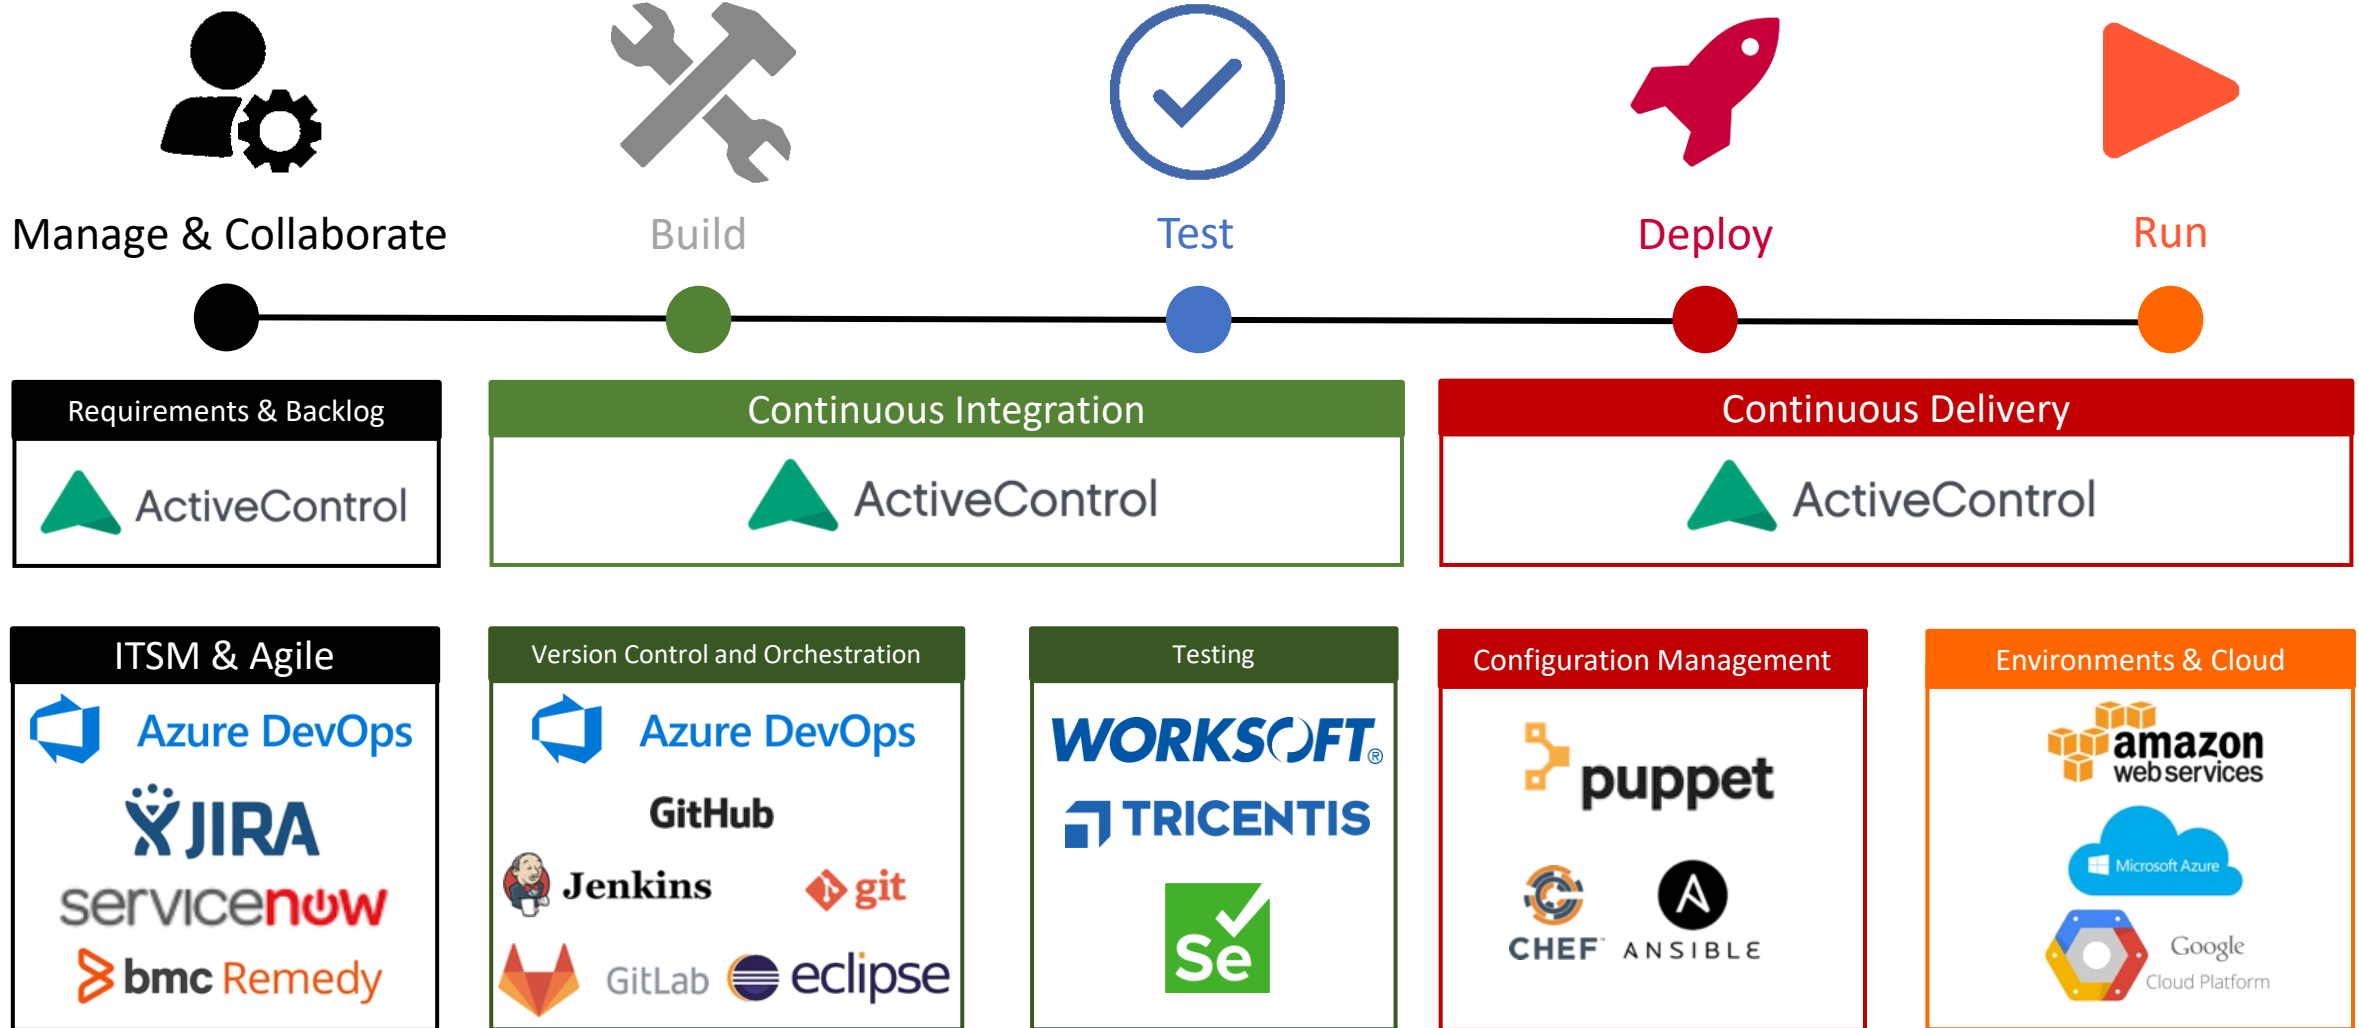 Manage & Collaborate
Build
Test
Deploy
Run
Requirements & Backlog
ActiveControl
Continuous Integration
ActiveControl
Continuous Delivery
ActiveControl
ITSM & Agile
Azure DevOps
JIRA
servicenow
bmc Remedy
Version Control and Orchestration
Azure DevOps
GitHub
Jenkins
git
GitLab
eclipse
Testing
WORKSOFT®
TRICENTIS
Se
Configuration Management
puppet
CHEF™
A
ANSIBLE
Environments & Cloud
amazon
web services
Microsoft Azure
Google
Cloud Platform